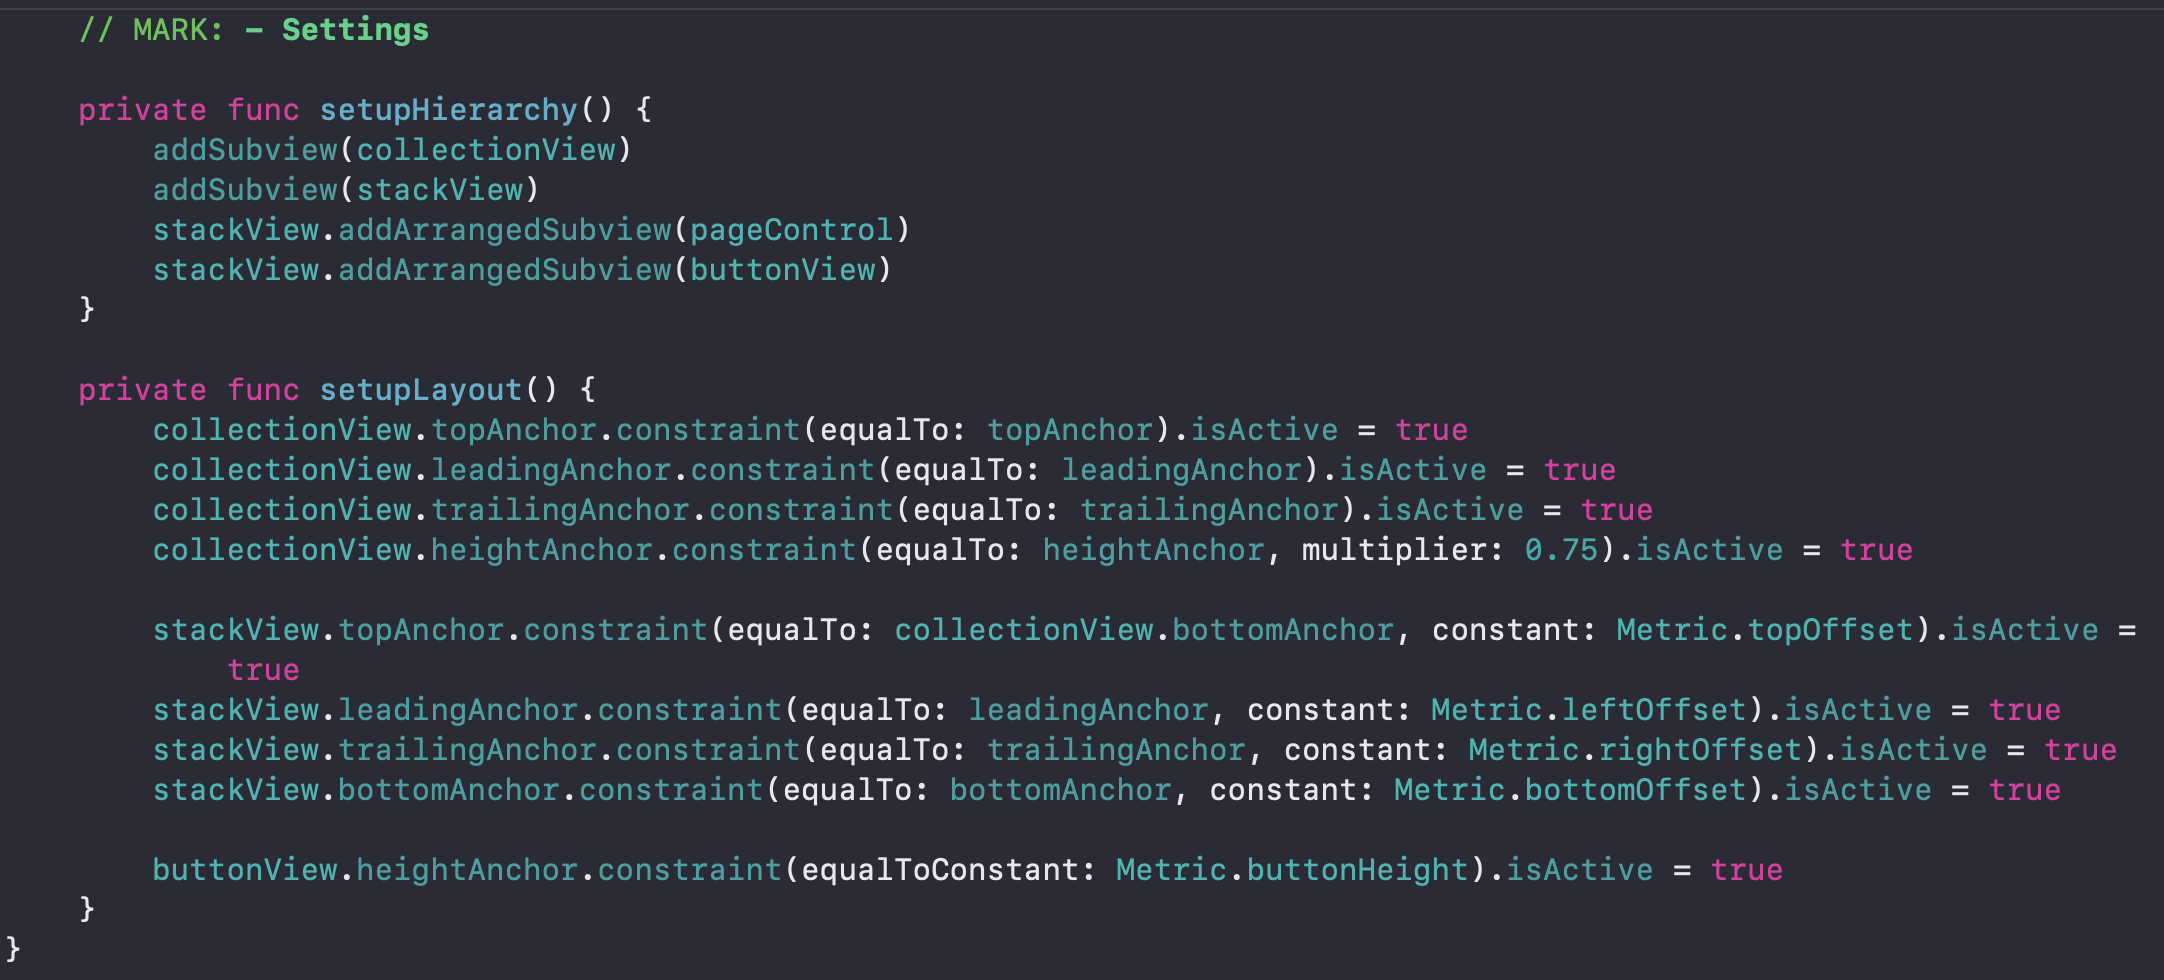 // MARK: - Settings
private func setupHierarchy() {
addSubview(collectionView)
addSubview(stackView)
stackView.addArrangedSubview(pageControl)
stackView.addArrangedSubview(buttonView)
}
private func setupLayout() {
collectionView.topAnchor.constraint(equalTo: topAnchor).isActive = true
collectionView.leadingAnchor.constraint(equalTo: leadingAnchor).isActive = true
collectionView.trailingAnchor.constraint(equalTo: trailingAnchor).isActive = true
collectionView.heightAnchor.constraint(equalTo: heightAnchor, multiplier: 0.75).isActive = true
stackView.topAnchor.constraint(equalTo: collectionView.bottomAnchor, constant: Metric.topOffset).isActive =
true
stackView.leadingAnchor.constraint(equalTo: leadingAnchor, constant: Metric.leftOffset).isActive = true
stackView.trailingAnchor.constraint(equalTo: trailingAnchor, constant: Metric.rightOffset).isActive = true
stackView.bottomAnchor.constraint(equalTo: bottomAnchor, constant: Metric.bottomOffset).isActive = true
buttonView.heightAnchor.constraint(equalToConstant: Metric.buttonHeight).isActive = true
}
}